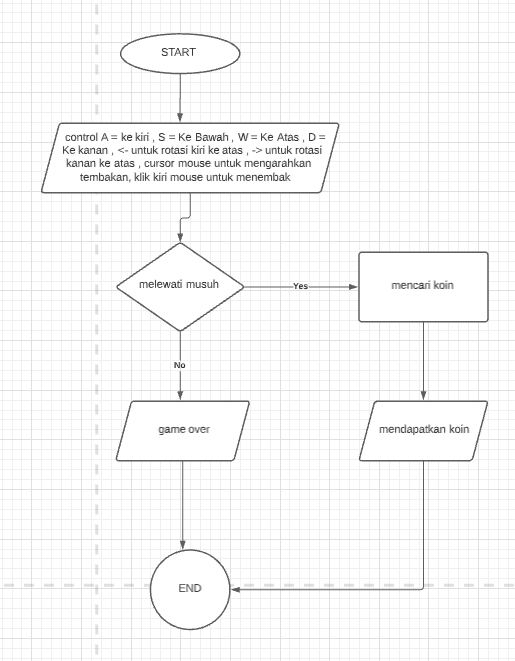 START
control A = ke kiri , S = Ke Bawah , W = Ke Atas , D =
Ke kanan , <- untuk rotasi kiri ke atas , -> untuk rotasi
kanan ke atas , cursor mouse untuk mengarahkan
tembakan, klik kiri mouse untuk menembak
melewati musuh
Yes
mencari koin
No
game over
mendapatkan koin
END